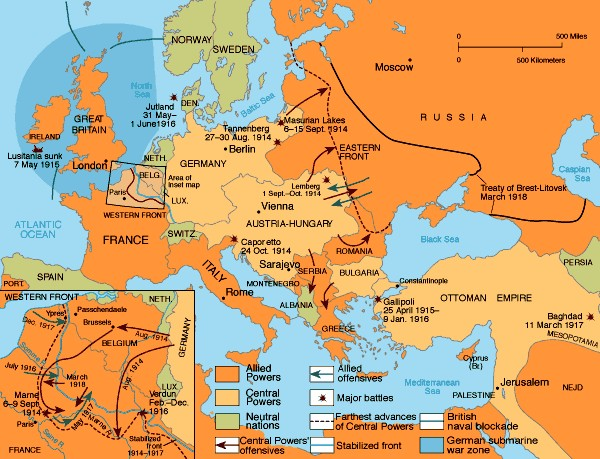 NORWAY
SWEDEN
500 Miles
0
0
500 Kilometers
Moscow
North
Sea
Baltic Sea
DEN.
Jutland
31 May–
1 June1916
Masurian Lakes
6–15 Sept. 1914
RUSSIA
GREAT
BRITAIN
IRELAND
Tannenberg
27–30 Aug. 1914
Berlin
EASTERN
FRONT
Lusitania sunk
7 May 1915
London
NETH.
GERMANY
BELG.
Area of
Inset map
Paris
LUX.
WESTERN FRONT
Lemberg
1 Sept.-Oct. 1914
Treaty of Brest-Litovsk
March 1918
Caspian
Sea
Vienna
AUSTRIA-HUNGARY
ATLANTIC
OCEAN
FRANCE
SWITZ.
Caporetto
24 Oct. 1914
ROMANIA
Black Sea
Sarajevo
SERBIA
BULGARIA
PERSIA
ITALY
MONTENEGRO
Constantinople
PORT.
SPAIN
Rome
ALBANIA
Gallipoli
25 April 1915–
9 Jan. 1916
OTTOMAN EMPIRE
Baghdad
11 March 1917
MESOPOTAMIA
GREECE
Cyprus
(Br.)
Mediterranean
Sea
Jerusalem
PALESTINE
NEJD
WESTERN FRONT
NETH.
Ypres
Passchendaele
Dec. 1917
Brussels
Aug. 1914
GERMANY
BELGIUM
Somme R.
July 1916
March
1918
Aug. 1914
LUX.
Marne
6–9 Sept.
1914
Verdun
Feb–Dec.
1916
May 1918
Marne R.
Paris
Seine R.
Stabilized
front
1914–1917
FRANCE
Allied
Powers
Central
Powers
Neutral
nations
Central Powers'
offensives
Allied
offensives
Major battles
Farthest advances
of Central Powers
Stabilized front
British
naval blockade
German submarine
war zone